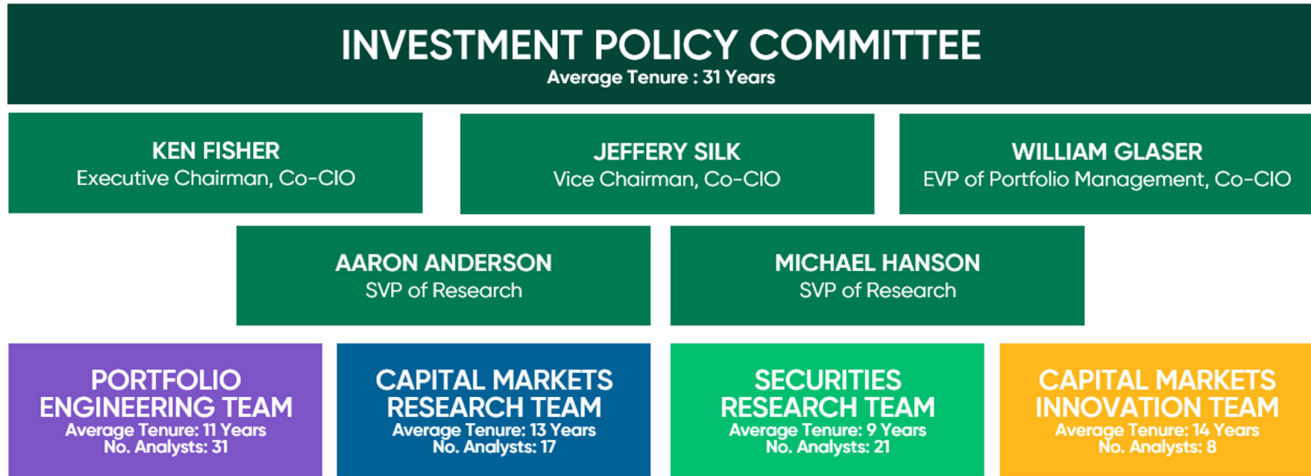 INVESTMENT POLICY COMMITTEE
Average Tenure : 31 Years
KEN FISHER
Executive Chairman, Co-CIO
JEFFERY SILK
Vice Chairman, Co-CIO
WILLIAM GLASER
EVP of Portfolio Management, Co-CIO
AARON ANDERSON
SVP of Research
MICHAEL HANSON
SVP of Research
PORTFOLIO
ENGINEERING TEAM
Average Tenure: 11 Years
No. Analysts: 31
CAPITAL MARKETS
RESEARCH TEAM
Average Tenure: 13 Years
No. Analysts: 17
SECURITIES
RESEARCH TEAM
Average Tenure: 9 Years
No. Analysts: 21
CAPITAL MARKETS
INNOVATION TEAM
Average Tenure: 14 Years
No. Analysts: 8